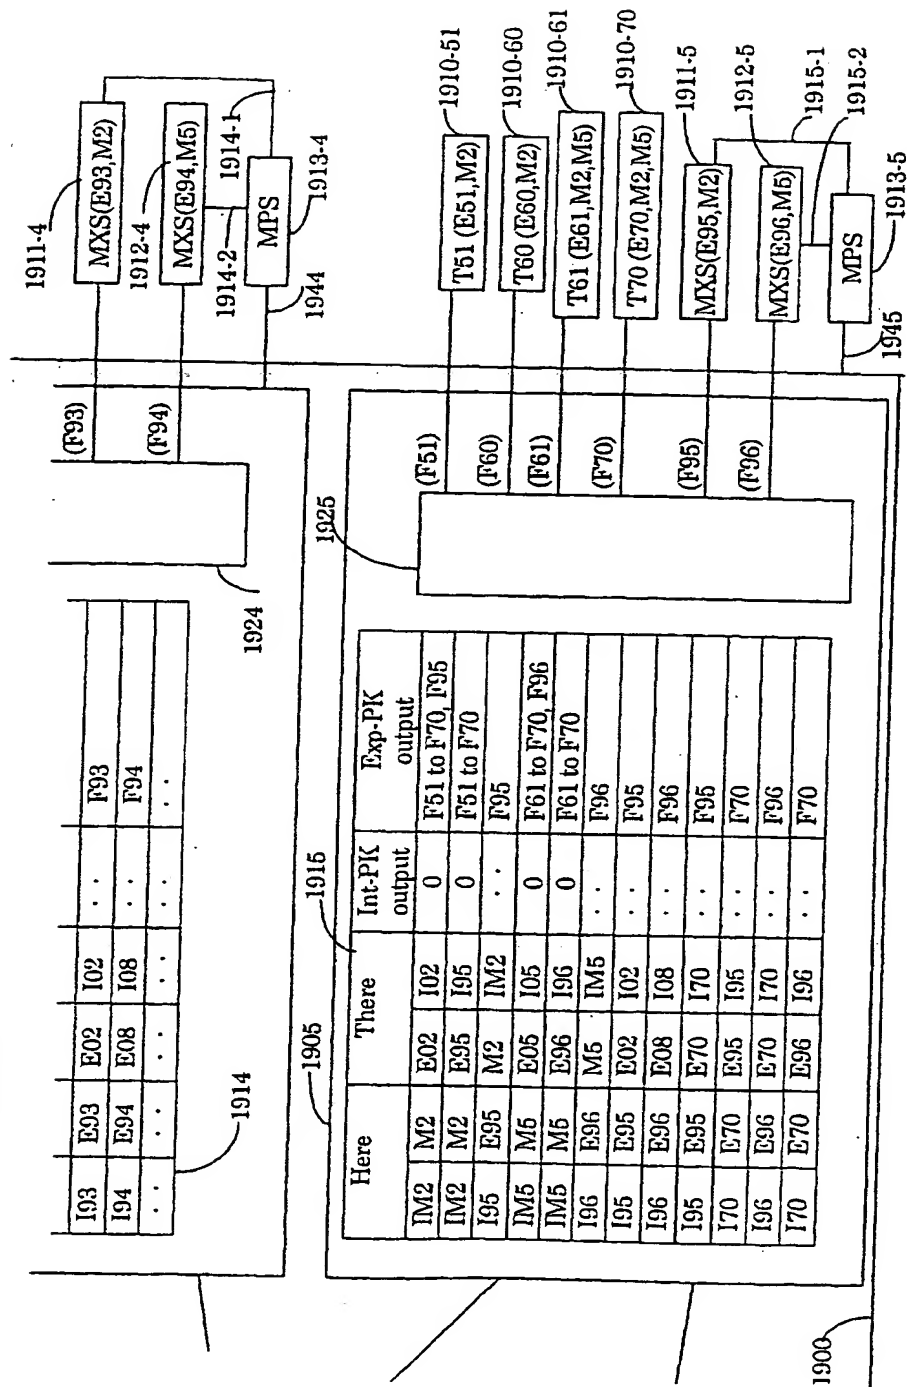 1911-4
MXS(E93,M2)
(F93)
1912-4
MXS(E94,M5)
(F94)
1914-2
1914-1
MPS
1913-4
1944
1924
I93 E93 E02 I02 . . F93
I94 E94 E08 I08 . . F94
. . . . . . . . . .
1914
1905
1915
1925
Here There Int-PK output Exp-PK output
IM2 M2 E02 I02 0 F51 to F70, F95
IM2 M2 E95 I95 0 F51 to F70
I95 E95 M2 IM2 . . F95
IM5 M5 E05 I05 0 F61 to F70, F96
IM5 M5 E96 I96 0 F61 to F70
I96 E96 M5 IM5 . . F96
I95 E95 E02 I02 . . F95
I96 E96 E08 I08 . . F96
I95 E95 E70 I70 . . F95
I70 E70 E95 I95 . . F70
I96 E96 E70 I70 . . F96
I70 E70 E96 I96 . . F70
(F51)
T51 (E51,M2)
1910-51
(F60)
T60 (E60,M2)
1910-60
(F61)
T61 (E61,M2,M5)
1910-61
(F70)
T70 (E70,M2,M5)
1910-70
(F95)
MXS(E95,M2)
1911-5
(F96)
MXS(E96,M5)
1912-5
1915-1
1915-2
MPS
1913-5
1945
1900